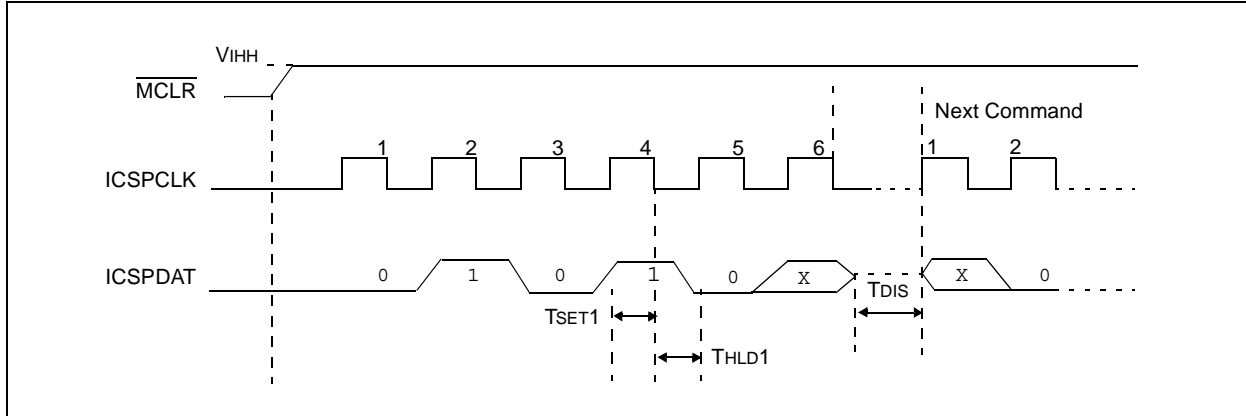 VIHH
MCLR
Next Command
1 2 3 4 5 6 1 2
ICSPCLK
ICSPDAT
0 1 0 1 0 X X 0
TDIS
TSET1
THLD1